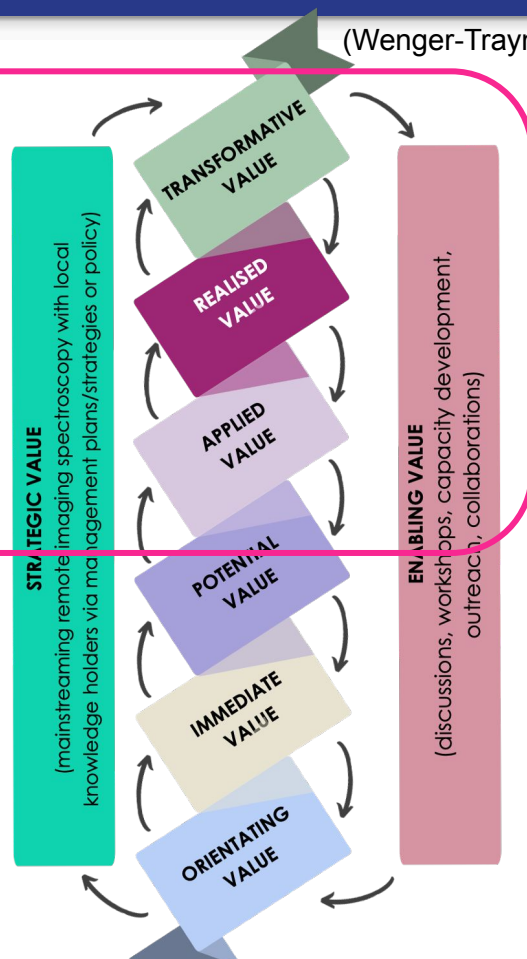 (Wenger-Trayn
TRANSFORMATIVE
VALUE
REALISED
VALUE
APPLIED
VALUE
POTENTIAL
VALUE
IMMEDIATE
VALUE
ORIENTATING
VALUE
STRATEGIC VALUE
(mainstreaming remote imaging spectroscopy with local
knowledge holders via management plans/strategies or policy)
ENABLING VALUE
(discussions, workshops, capacity development,
outreach, collaborations)